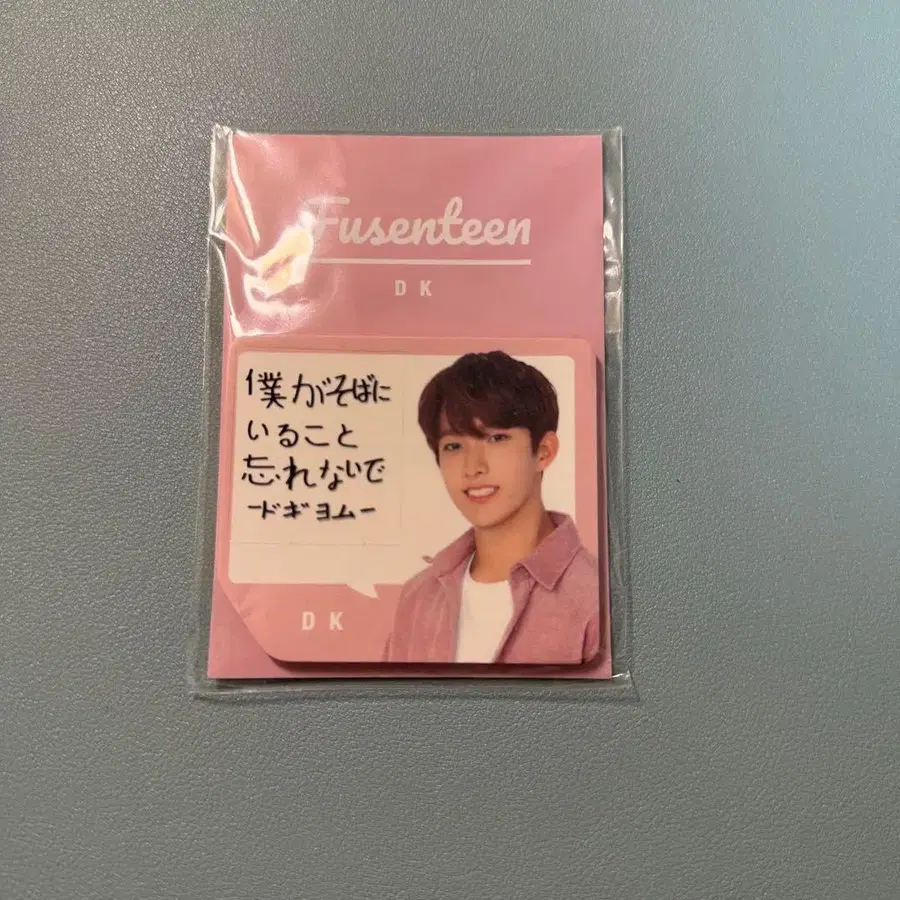 Fusenteen
DK
僕がそばに
いること
忘れないで
ードギョムー
DK